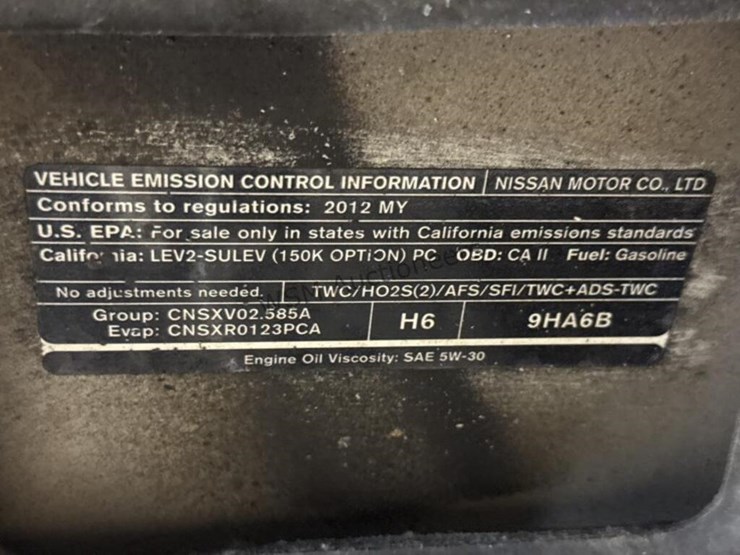 VEHICLE EMISSION CONTROL INFORMATION NISSAN MOTOR CO., LTD
Conforms to regulations: 2012 MY
U.S. EPA: For sale only in states with California emissions standards
California: LEV2-SULEV (150K OPTION) PC OBD: CA II Fuel: Gasoline
No adjustments needed. TWC/HO2S(2)/AFS/SFI/TWC+ADS-TWC
Group: CNSXV02.585A
Evap: CNSXR0123PCA
H6
9HA6B
Engine Oil Viscosity: SAE 5W-30